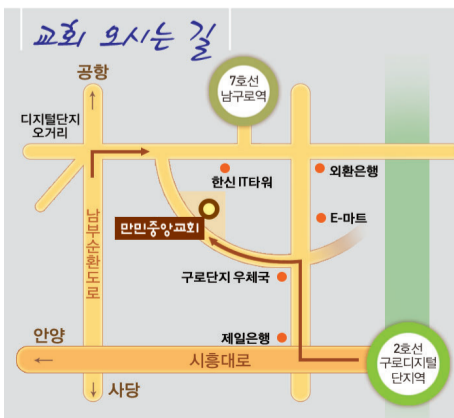 교회 오시는 길
공항
7호선
남구로역
디지털단지
오거리
한신 IT타워
외환은행
E-마트
만민중앙교회
남부순환도로
구로단지 우체국
제일은행
안양
시흥대로
2호선
구로디지털
단지역
사당